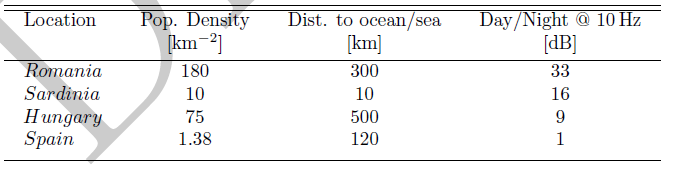 Location Pop. Density Dist. to ocean/sea Day/Night @ 10 Hz
[km⁻²] [km] [dB]
Romania 180 300 33
Sardinia 10 10 16
Hungary 75 500 9
Spain 1.38 120 1